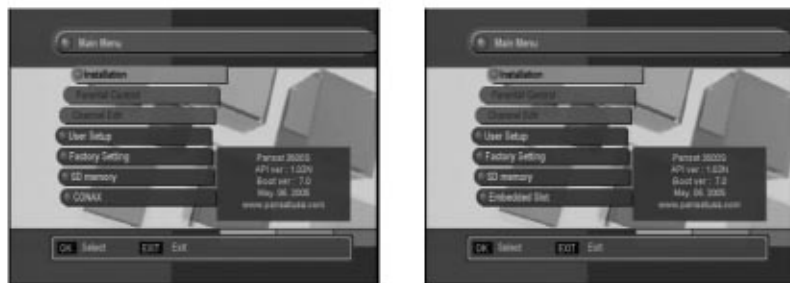 Main Menu
Installation
Parental Control
Channel Edit
User Setup
Factory Setting
SD memory
CONAX
Pansat 3500S
API ver : 1.02N
Boot ver : 7.0
May. 06. 2005
www.pansatusa.com
OK Select EXIT Exit
Main Menu
Installation
Parental Control
Channel Edit
User Setup
Factory Setting
SD memory
Embedded Slot
Pansat 3500S
API ver : 1.02N
Boot ver : 7.0
May. 06. 2005
www.pansatusa.com
OK Select EXIT Exit